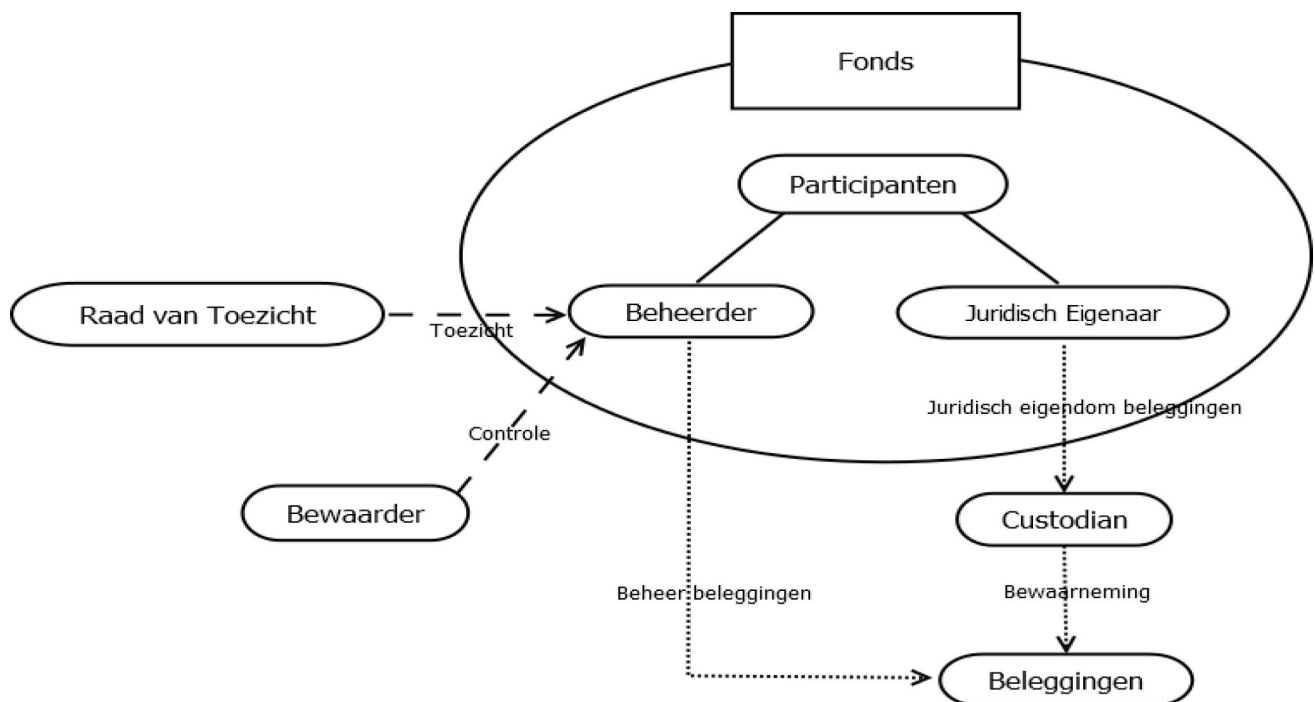 Fonds
Participanten
Raad van Toezicht
Toezicht
Beheerder
Juridisch Eigenaar
Juridisch eigendom beleggingen
Controle
Bewaarder
Custodian
Beheer beleggingen
Bewaarneming
Beleggingen